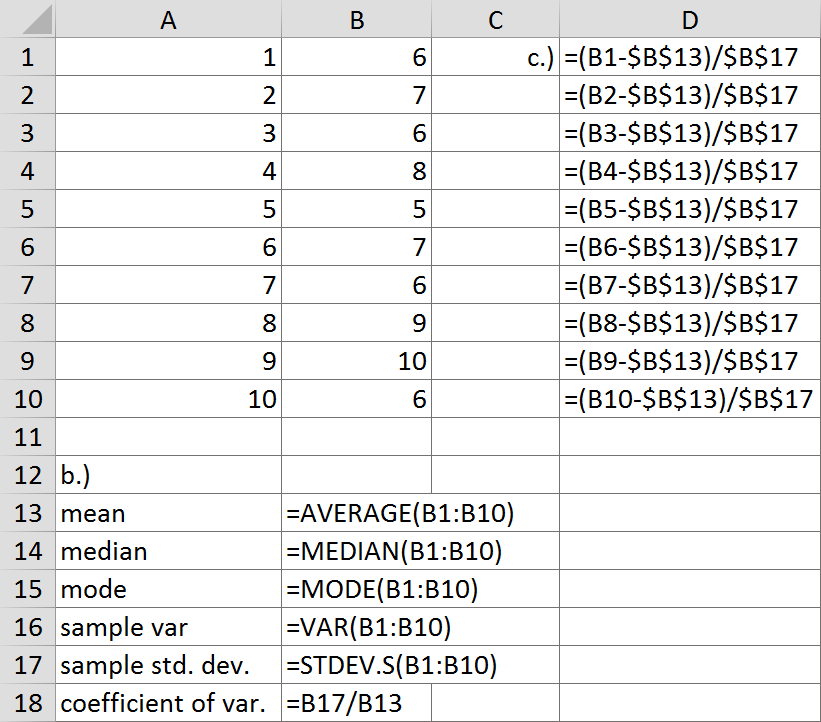 A B C D
1 1 6 c.) =(B1-$B$13)/$B$17
2 2 7 =(B2-$B$13)/$B$17
3 3 6 =(B3-$B$13)/$B$17
4 4 8 =(B4-$B$13)/$B$17
5 5 5 =(B5-$B$13)/$B$17
6 6 7 =(B6-$B$13)/$B$17
7 7 6 =(B7-$B$13)/$B$17
8 8 9 =(B8-$B$13)/$B$17
9 9 10 =(B9-$B$13)/$B$17
10 10 6 =(B10-$B$13)/$B$17
11
12 b.)
13 mean =AVERAGE(B1:B10)
14 median =MEDIAN(B1:B10)
15 mode =MODE(B1:B10)
16 sample var =VAR(B1:B10)
17 sample std. dev. =STDEV.S(B1:B10)
18 coefficient of var. =B17/B13